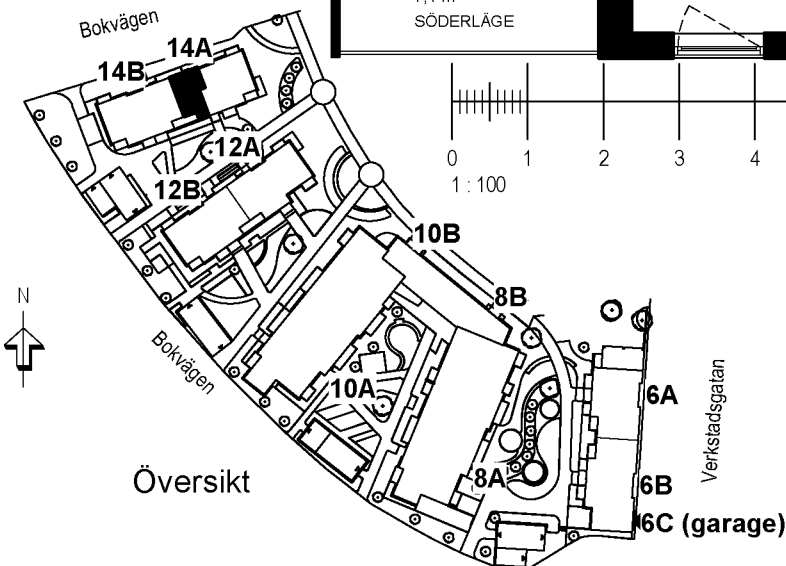 SÖDERLÄGE
0 1 2 3 4
1 : 100
Bokvägen
14A
14B
12A
12B
10B
8B
N
Bokvägen
10A
6A
Verkstadsgatan
Översikt
8A
6B
6C (garage)